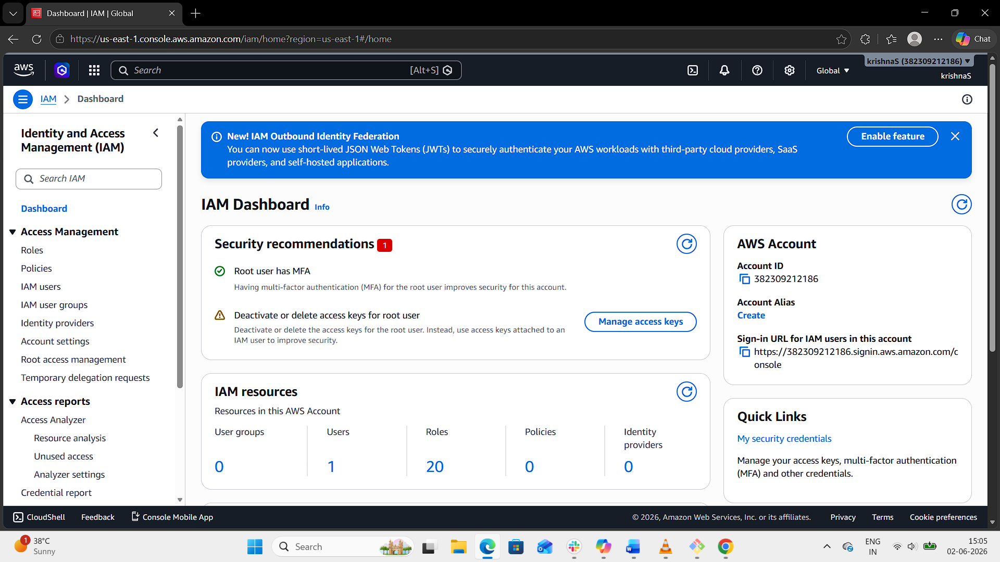 Dashboard | IAM | Global
https://us-east-1.console.aws.amazon.com/iam/home?region=us-east-1#/home
Chat
aws
Search
[Alt+S]
Global
krishnaS (382309212186)
krishnaS
IAM
Dashboard
Identity and Access
Management (IAM)
Search IAM
Dashboard
Access Management
Roles
Policies
IAM users
IAM user groups
Identity providers
Account settings
Root access management
Temporary delegation requests
Access reports
Access Analyzer
Resource analysis
Unused access
Analyzer settings
Credential report
New! IAM Outbound Identity Federation
You can now use short-lived JSON Web Tokens (JWTs) to securely authenticate your AWS workloads with third-party cloud providers, SaaS
providers, and self-hosted applications.
Enable feature
IAM Dashboard Info
Security recommendations 1
Root user has MFA
Having multi-factor authentication (MFA) for the root user improves security for this account.
Deactivate or delete access keys for root user
Deactivate or delete the access keys for the root user. Instead, use access keys attached to an
IAM user to improve security.
Manage access keys
IAM resources
Resources in this AWS Account
User groups
0
Users
1
Roles
20
Policies
0
Identity
providers
0
AWS Account
Account ID
382309212186
Account Alias
Create
Sign-in URL for IAM users in this account
https://382309212186.signin.aws.amazon.com/c
onsole
Quick Links
My security credentials
Manage your access keys, multi-factor authentication
(MFA) and other credentials.
CloudShell
Feedback
Console Mobile App
© 2026, Amazon Web Services, Inc. or its affiliates.
Privacy
Terms
Cookie preferences
1
38°C
Sunny
Search
W
ENG
IN
15:05
02-06-2026